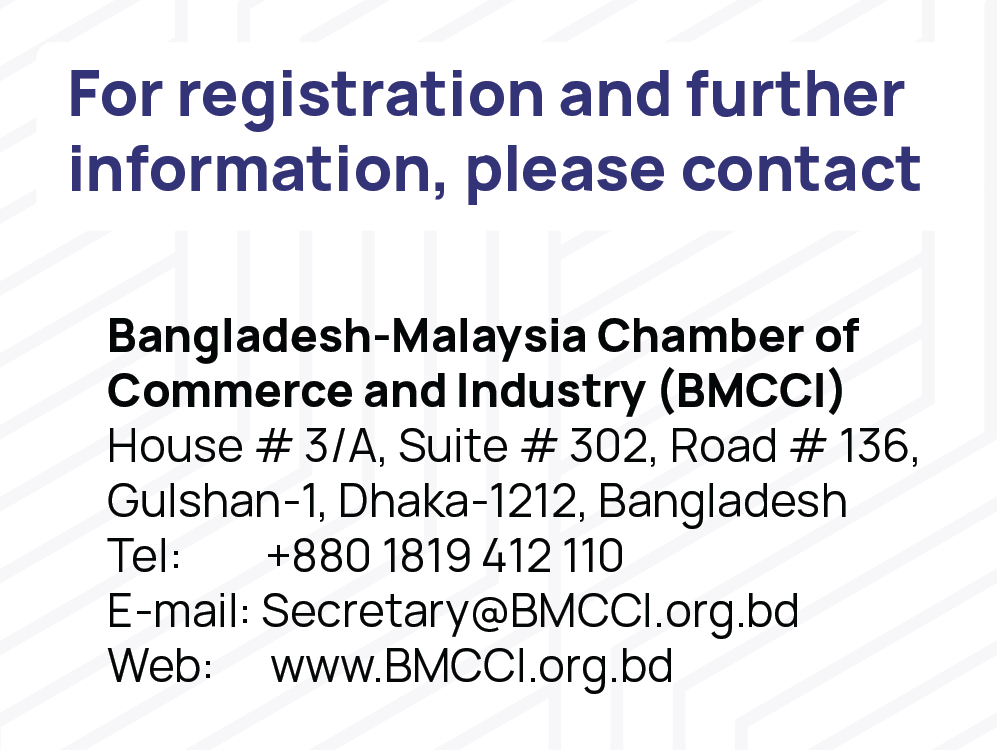 For registration and further
information, please contact
Bangladesh-Malaysia Chamber of
Commerce and Industry (BMCCI)
House # 3/A, Suite # 302, Road # 136,
Gulshan-1, Dhaka-1212, Bangladesh
Tel: +880 1819 412 110
E-mail: Secretary@BMCCI.org.bd
Web: www.BMCCI.org.bd